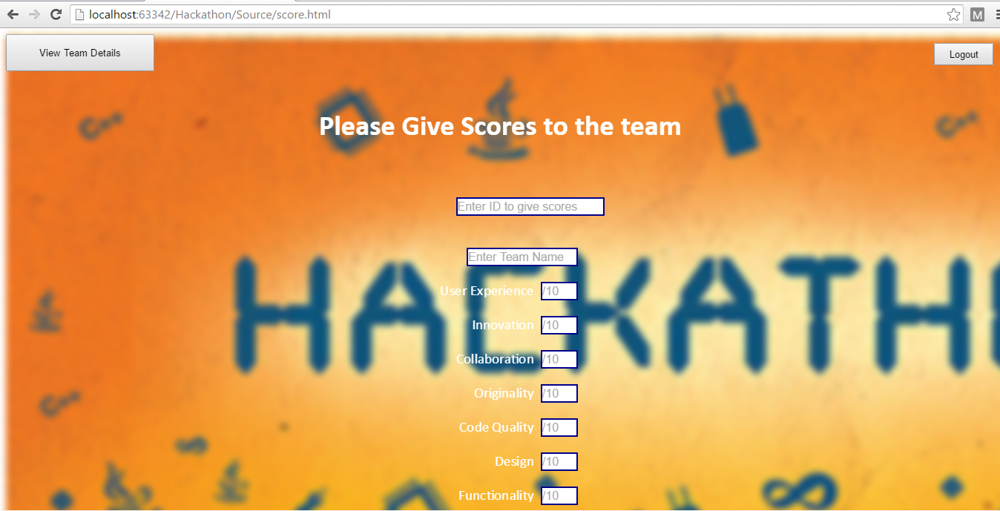 localhost:63342/Hackathon/Source/score.html
M
View Team Details
Logout
C++
C++
Please Give Scores to the team
Enter ID to give scores
Enter Team Name
HACKATH
User Experience /10
Innovation /10
Collaboration /10
Originality /10
C++
Code Quality /10
Design /10
Functionality /10